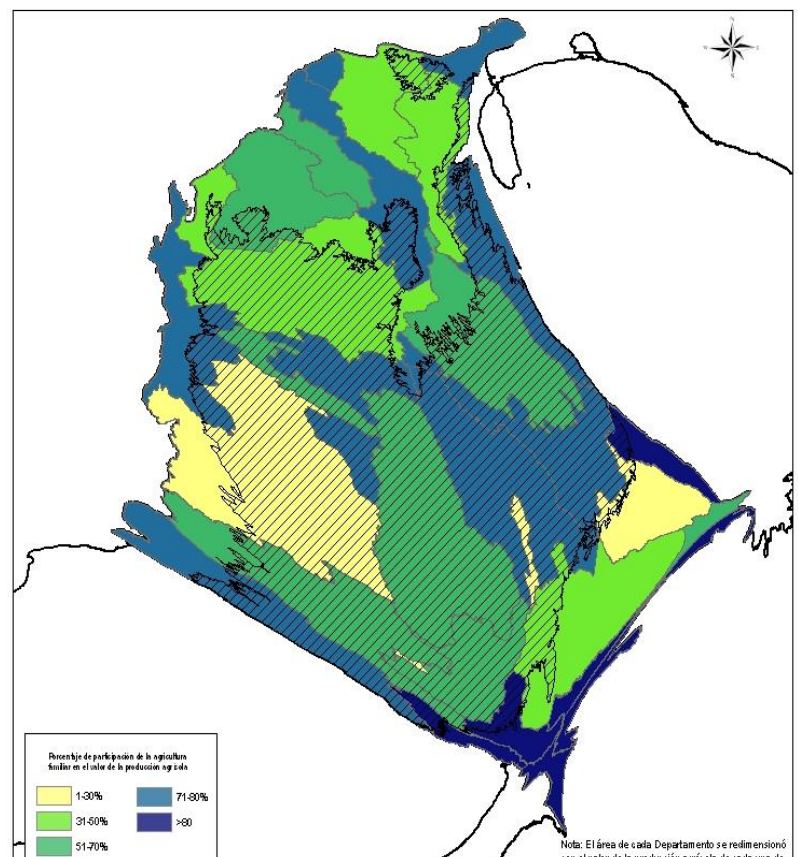 N
W
E
S
Porcentaje de participación de la agricultura
familiar en el valor de la producción agrícola
1-30%
31-50%
51-70%
71-80%
>80
Nota: El área de cada Departamento se redimensionó